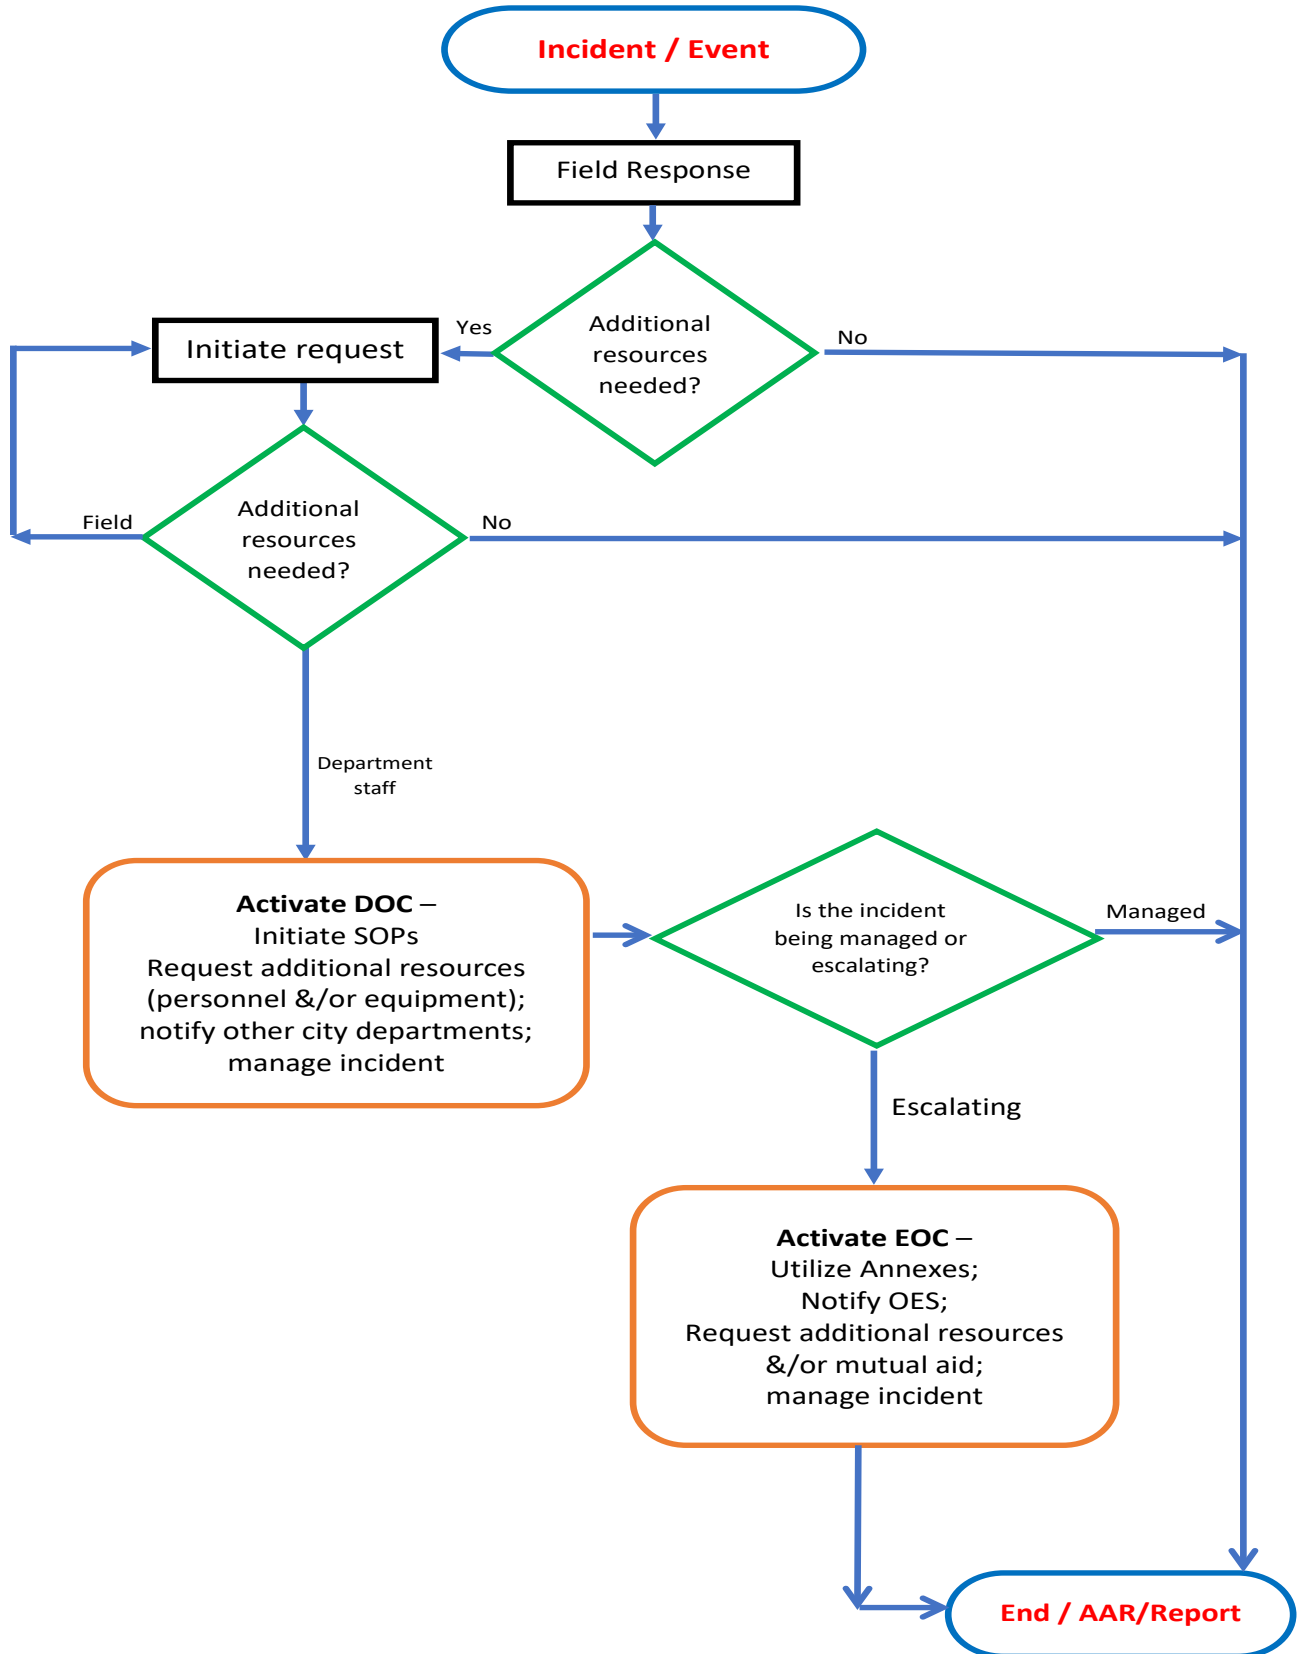 Incident / Event
Field Response
Additional
resources
needed?
Yes
No
Initiate request
Additional
resources
needed?
Field
No
Department
staff
Activate DOC –
Initiate SOPs
Request additional resources
(personnel &/or equipment);
notify other city departments;
manage incident
Is the incident
being managed or
escalating?
Managed
Escalating
Activate EOC –
Utilize Annexes;
Notify OES;
Request additional resources
&/or mutual aid;
manage incident
End / AAR/Report